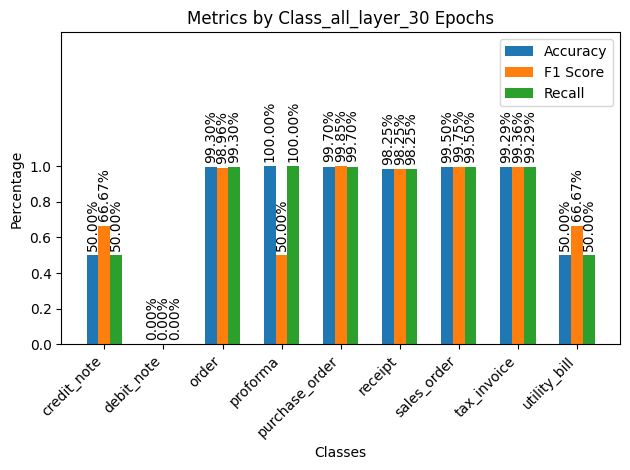 Metrics by Class_all_layer_30 Epochs
Accuracy
F1 Score
Recall
Percentage
1.0
0.8
0.6
0.4
0.2
0.0
50.00%
66.67%
50.00%
0.00%
0.00%
0.00%
99.30%
98.96%
99.30%
100.00%
50.00%
100.00%
99.70%
99.85%
99.70%
98.25%
98.25%
98.25%
99.50%
99.75%
99.50%
99.29%
99.36%
99.29%
50.00%
66.67%
50.00%
credit_note
debit_note
order
proforma
purchase_order
receipt
sales_order
tax_invoice
utility_bill
Classes